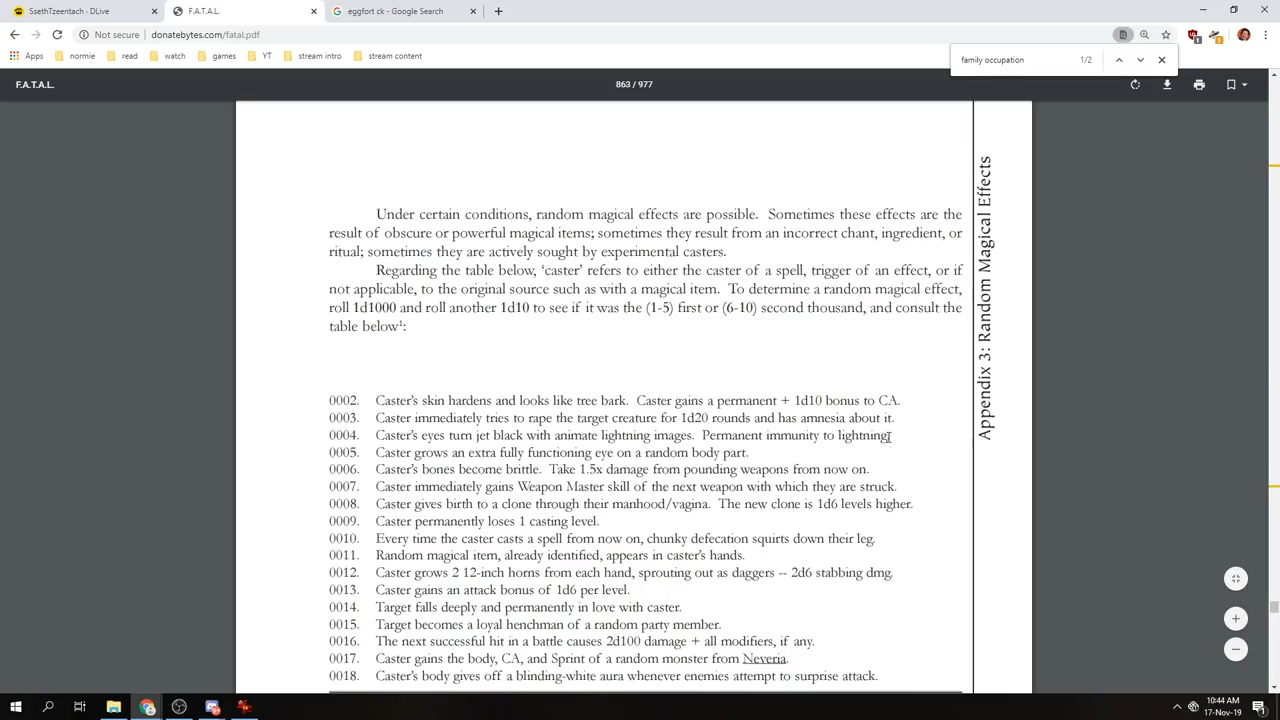 SsethTzeentach - DLive
F.A.T.A.L.
eggfort ck - Google Search
Not secure | donatebytes.com/fatal.pdf
Apps normie read watch games YT stream intro stream content
family occupation 1/2
F.A.T.A.L. 863 / 977
Under certain conditions, random magical effects are possible. Sometimes these effects are the
result of obscure or powerful magical items; sometimes they result from an incorrect chant, ingredient, or
ritual; sometimes they are actively sought by experimental casters.
Regarding the table below, ‘caster’ refers to either the caster of a spell, trigger of an effect, or if
not applicable, to the original source such as with a magical item. To determine a random magical effect,
roll 1d1000 and roll another 1d10 to see if it was the (1-5) first or (6-10) second thousand, and consult the
table below¹:
0002. Caster’s skin hardens and looks like tree bark. Caster gains a permanent + 1d10 bonus to CA.
0003. Caster immediately tries to rape the target creature for 1d20 rounds and has amnesia about it.
0004. Caster’s eyes turn jet black with animate lightning images. Permanent immunity to lightning.
0005. Caster grows an extra fully functioning eye on a random body part.
0006. Caster’s bones become brittle. Take 1.5x damage from pounding weapons from now on.
0007. Caster immediately gains Weapon Master skill of the next weapon with which they are struck.
0008. Caster gives birth to a clone through their manhood/vagina. The new clone is 1d6 levels higher.
0009. Caster permanently loses 1 casting level.
0010. Every time the caster casts a spell from now on, chunky defecation squirts down their leg.
0011. Random magical item, already identified, appears in caster’s hands.
0012. Caster grows 2 12-inch horns from each hand, sprouting out as daggers -- 2d6 stabbing dmg.
0013. Caster gains an attack bonus of 1d6 per level.
0014. Target falls deeply and permanently in love with caster.
0015. Target becomes a loyal henchman of a random party member.
0016. The next successful hit in a battle causes 2d100 damage + all modifiers, if any.
0017. Caster gains the body, CA, and Sprint of a random monster from Neveria.
0018. Caster’s body gives off a blinding-white aura whenever enemies attempt to surprise attack.
Appendix 3: Random Magical Effects
10:44 AM
17-Nov-19